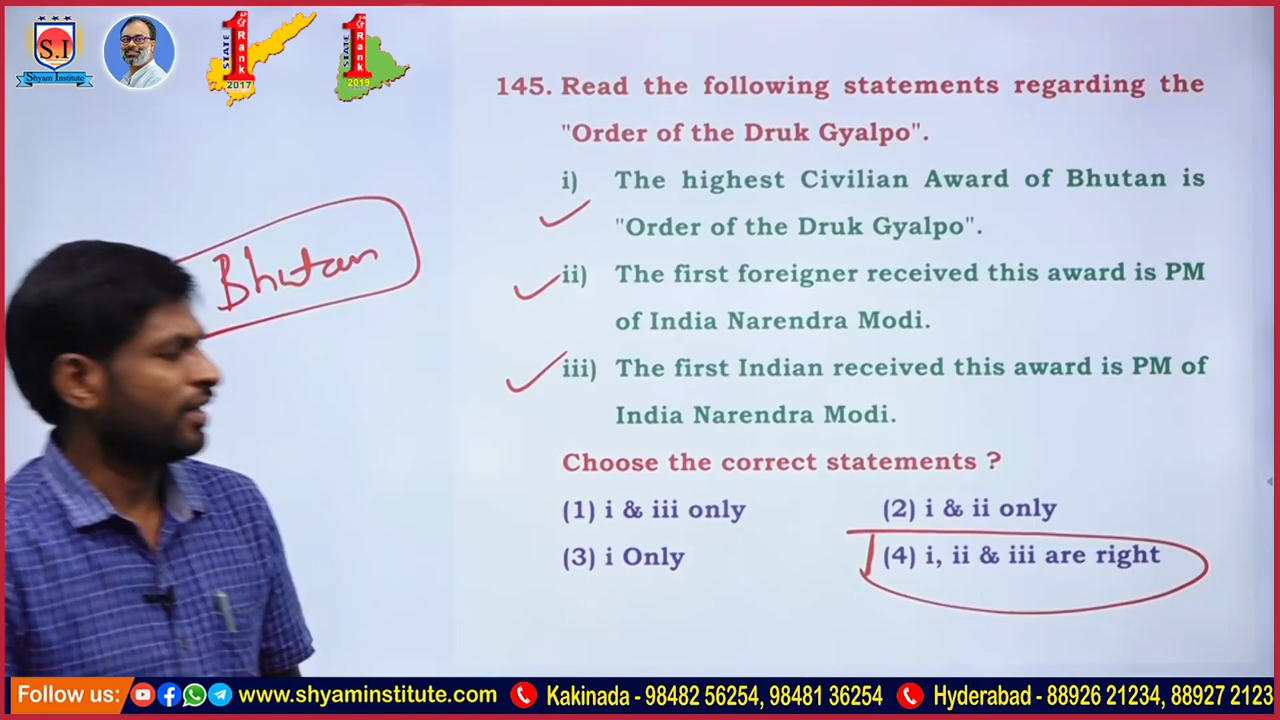 S.I
Shyam Institute
STATE 1st Rank 2017
STATE 1st Rank 2019
145. Read the following statements regarding the
"Order of the Druk Gyalpo".
i) The highest Civilian Award of Bhutan is
"Order of the Druk Gyalpo".
Bhutan
ii) The first foreigner received this award is PM
of India Narendra Modi.
iii) The first Indian received this award is PM of
India Narendra Modi.
Choose the correct statements ?
(1) i & iii only (2) i & ii only
(3) i Only (4) i, ii & iii are right
Follow us: www.shyaminstitute.com Kakinada - 98482 56254, 98481 36254 Hyderabad - 88926 21234, 88927 2123